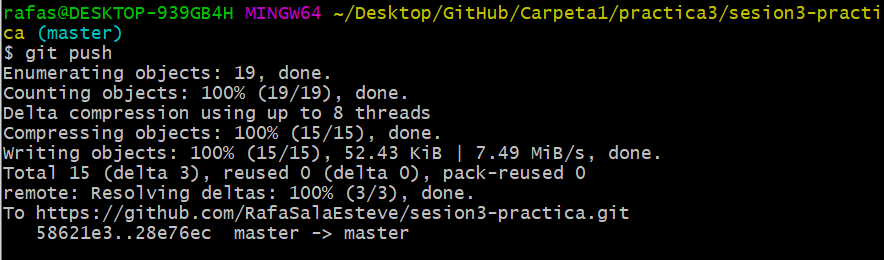 rafas@DESKTOP-939GB4H MINGW64 ~/Desktop/GitHub/Carpeta1/practica3/sesion3-practi
ca (master)
$ git push
Enumerating objects: 19, done.
Counting objects: 100% (19/19), done.
Delta compression using up to 8 threads
Compressing objects: 100% (15/15), done.
Writing objects: 100% (15/15), 52.43 KiB | 7.49 MiB/s, done.
Total 15 (delta 3), reused 0 (delta 0), pack-reused 0
remote: Resolving deltas: 100% (3/3), done.
To https://github.com/RafaSalaEsteve/sesion3-practica.git
   58621e3..28e76ec  master -> master